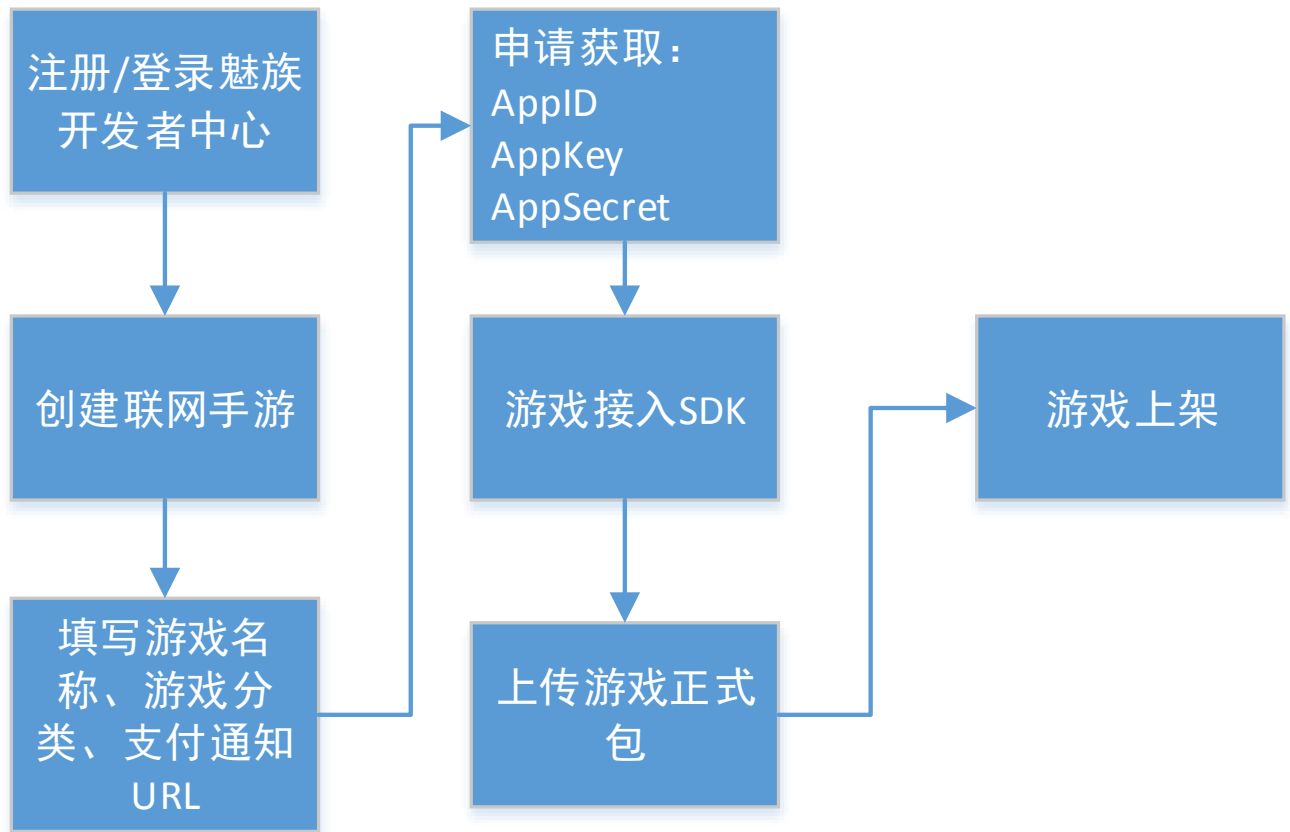 注册/登录魅族
开发者中心
创建联网手游
填写游戏名
称、游戏分
类、支付通知
URL
申请获取：
AppID
AppKey
AppSecret
游戏接入SDK
上传游戏正式
包
游戏上架